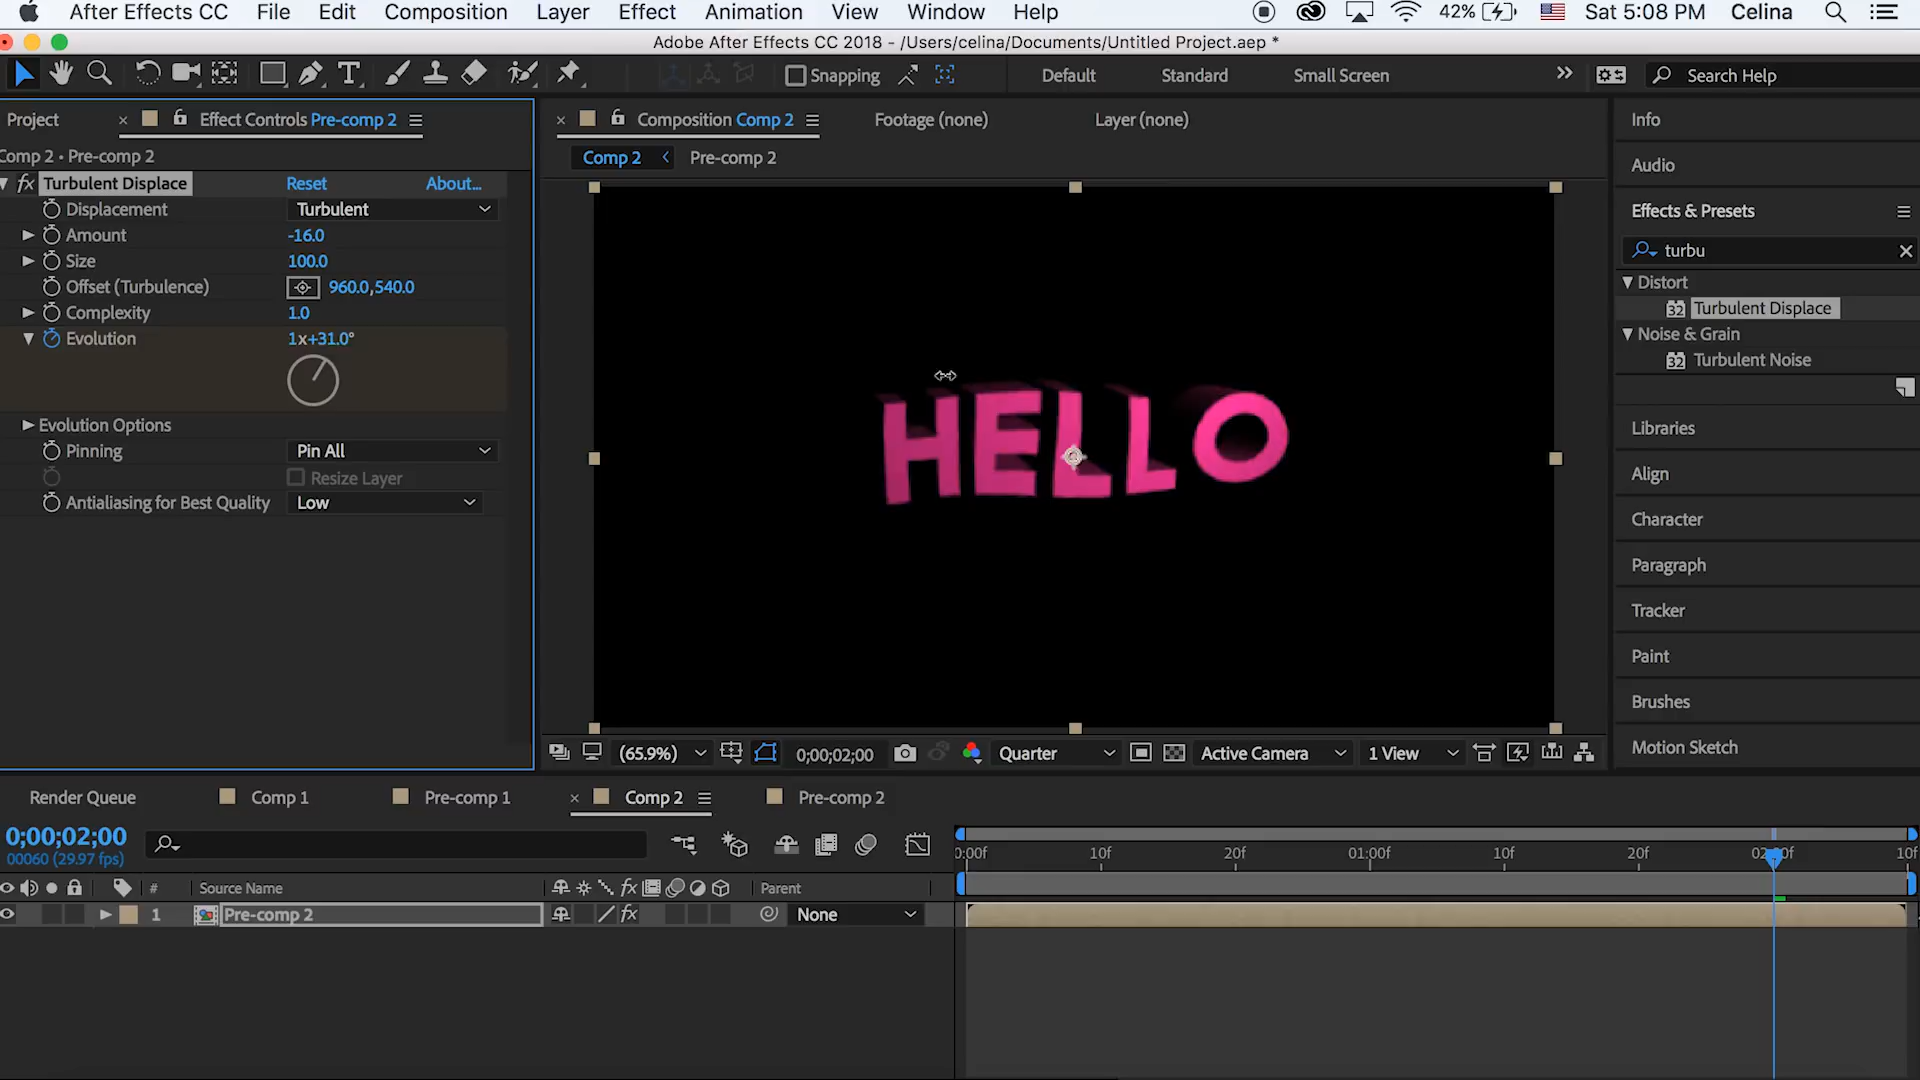 After Effects CC File Edit Composition Layer Effect Animation View Window Help 42% Sat 5:08 PM Celina
Adobe After Effects CC 2018 - /Users/celina/Documents/Untitled Project.aep *
Snapping Default Standard Small Screen Search Help
Project Effect Controls Pre-comp 2 Composition Comp 2 Footage (none) Layer (none) Info
Comp 2 • Pre-comp 2
Comp 2 Pre-comp 2
Audio
fx Turbulent Displace Reset About...
Displacement Turbulent
Amount -16.0
Size 100.0
Offset (Turbulence) 960.0,540.0
Complexity 1.0
Evolution 1x+31.0°
Evolution Options
Pinning Pin All
Resize Layer
Antialiasing for Best Quality Low
HELLO
Effects & Presets
turbu
Distort
32 Turbulent Displace
Noise & Grain
32 Turbulent Noise
Libraries
Align
Character
Paragraph
Tracker
Paint
Brushes
Motion Sketch
(65.9%) 0;00;02;00 Quarter Active Camera 1 View
Render Queue Comp 1 Pre-comp 1 Comp 2 Pre-comp 2
0;00;02;00
00060 (29.97 fps)
0:00f 10f 20f 01:00f 10f 20f 02:00f 10f
# Source Name fx Parent
1 Pre-comp 2 fx None